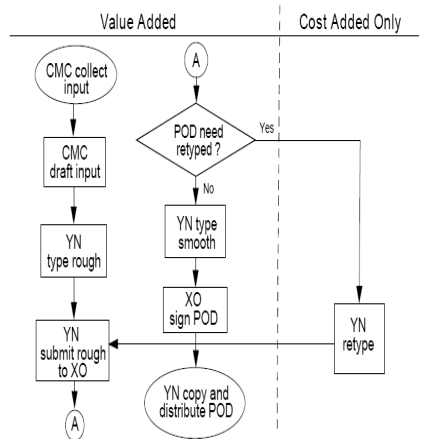 Value Added
Cost Added Only
CMC collect
input
CMC
draft input
YN
type rough
YN
submit rough
to XO
A
A
POD need
retyped ?
Yes
No
YN type
smooth
XO
sign POD
YN copy and
distribute POD
YN
retype